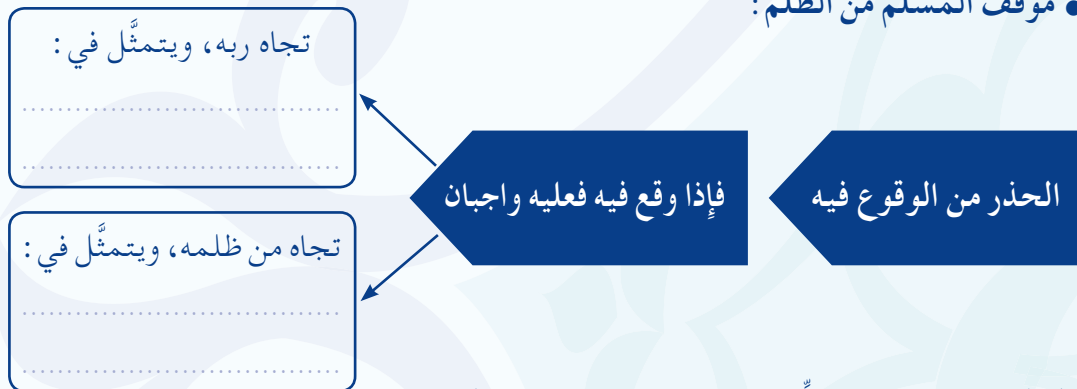 ● موقف المسلم من الظلم:
الحذر من الوقوع فيه
فإذا وقع فيه فعليه واجبان
تجاه ربه، ويتمثَّل في:
................................
................................
تجاه من ظلمه، ويتمثَّل في:
................................
................................